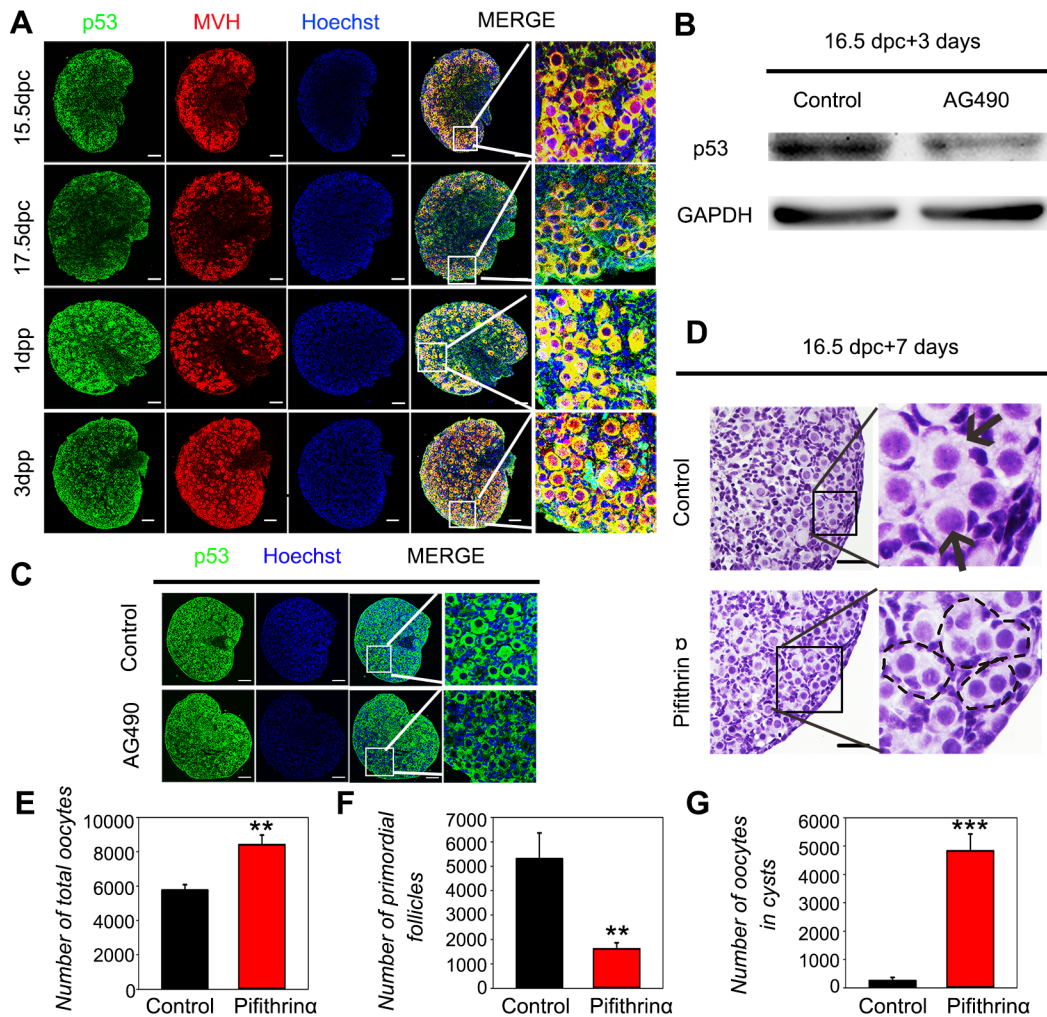 A
p53 MVH Hoechst MERGE
15.5dpc
17.5dpc
1dpp
3dpp
B
16.5 dpc+3 days
Control AG490
p53
GAPDH
C
p53 Hoechst MERGE
Control
AG490
D
16.5 dpc+7 days
Control
Pifithrin ʊ
E
Number of total oocytes
10000
8000
6000
4000
2000
0
**
Control Pifithrinα
F
Number of primordial
follicles
7000
6000
5000
4000
3000
2000
1000
0
**
Control Pifithrinα
G
Number of oocytes
in cysts
6000
5000
4000
3000
2000
1000
0
***
Control Pifithrinα